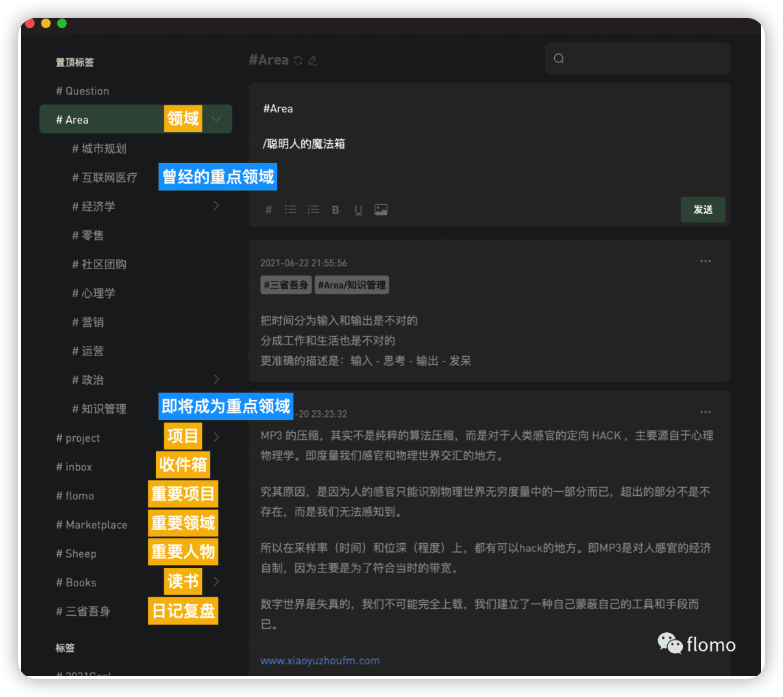 置顶标签
# Question
# Area 领域
# 城市规划
# 互联网医疗 曾经的重点领域
# 经济学
# 零售
# 社区团购
# 心理学
# 营销
# 运营
# 政治
# 知识管理 即将成为重点领域
# project 项目
# inbox 收件箱
# flomo 重要项目
# Marketplace 重要领域
# Sheep 重要人物
# Books 读书
# 三省吾身 日记复盘
标签
#Area
#Area
/聪明人的魔法箱
# B U
发送
2021-06-22 21:55:56
#三省吾身 #Area/知识管理
把时间分为输入和输出是不对的
分成工作和生活也是不对的
更准确的描述是：输入 - 思考 - 输出 - 发呆
-20 23:23:32
MP3 的压缩，其实不是纯粹的算法压缩，而是对于人类感官的定向 HACK ，主要源自于心理
物理学。即度量我们感官和物理世界交汇的地方。
究其原因，是因为人的感官只能识别物理世界无穷度量中的一部分而已，超出的部分不是不
存在，而是我们无法感知到。
所以在采样率（时间）和位深（程度）上，都有可以hack的地方。即MP3是对人感官的经济
自制，因为主要是为了符合当时的带宽。
数字世界是失真的，我们不可能完全上载，我们建立了一种自己蒙蔽自己的工具和手段而
已。
www.xiaoyuzhoufm.com
flomo